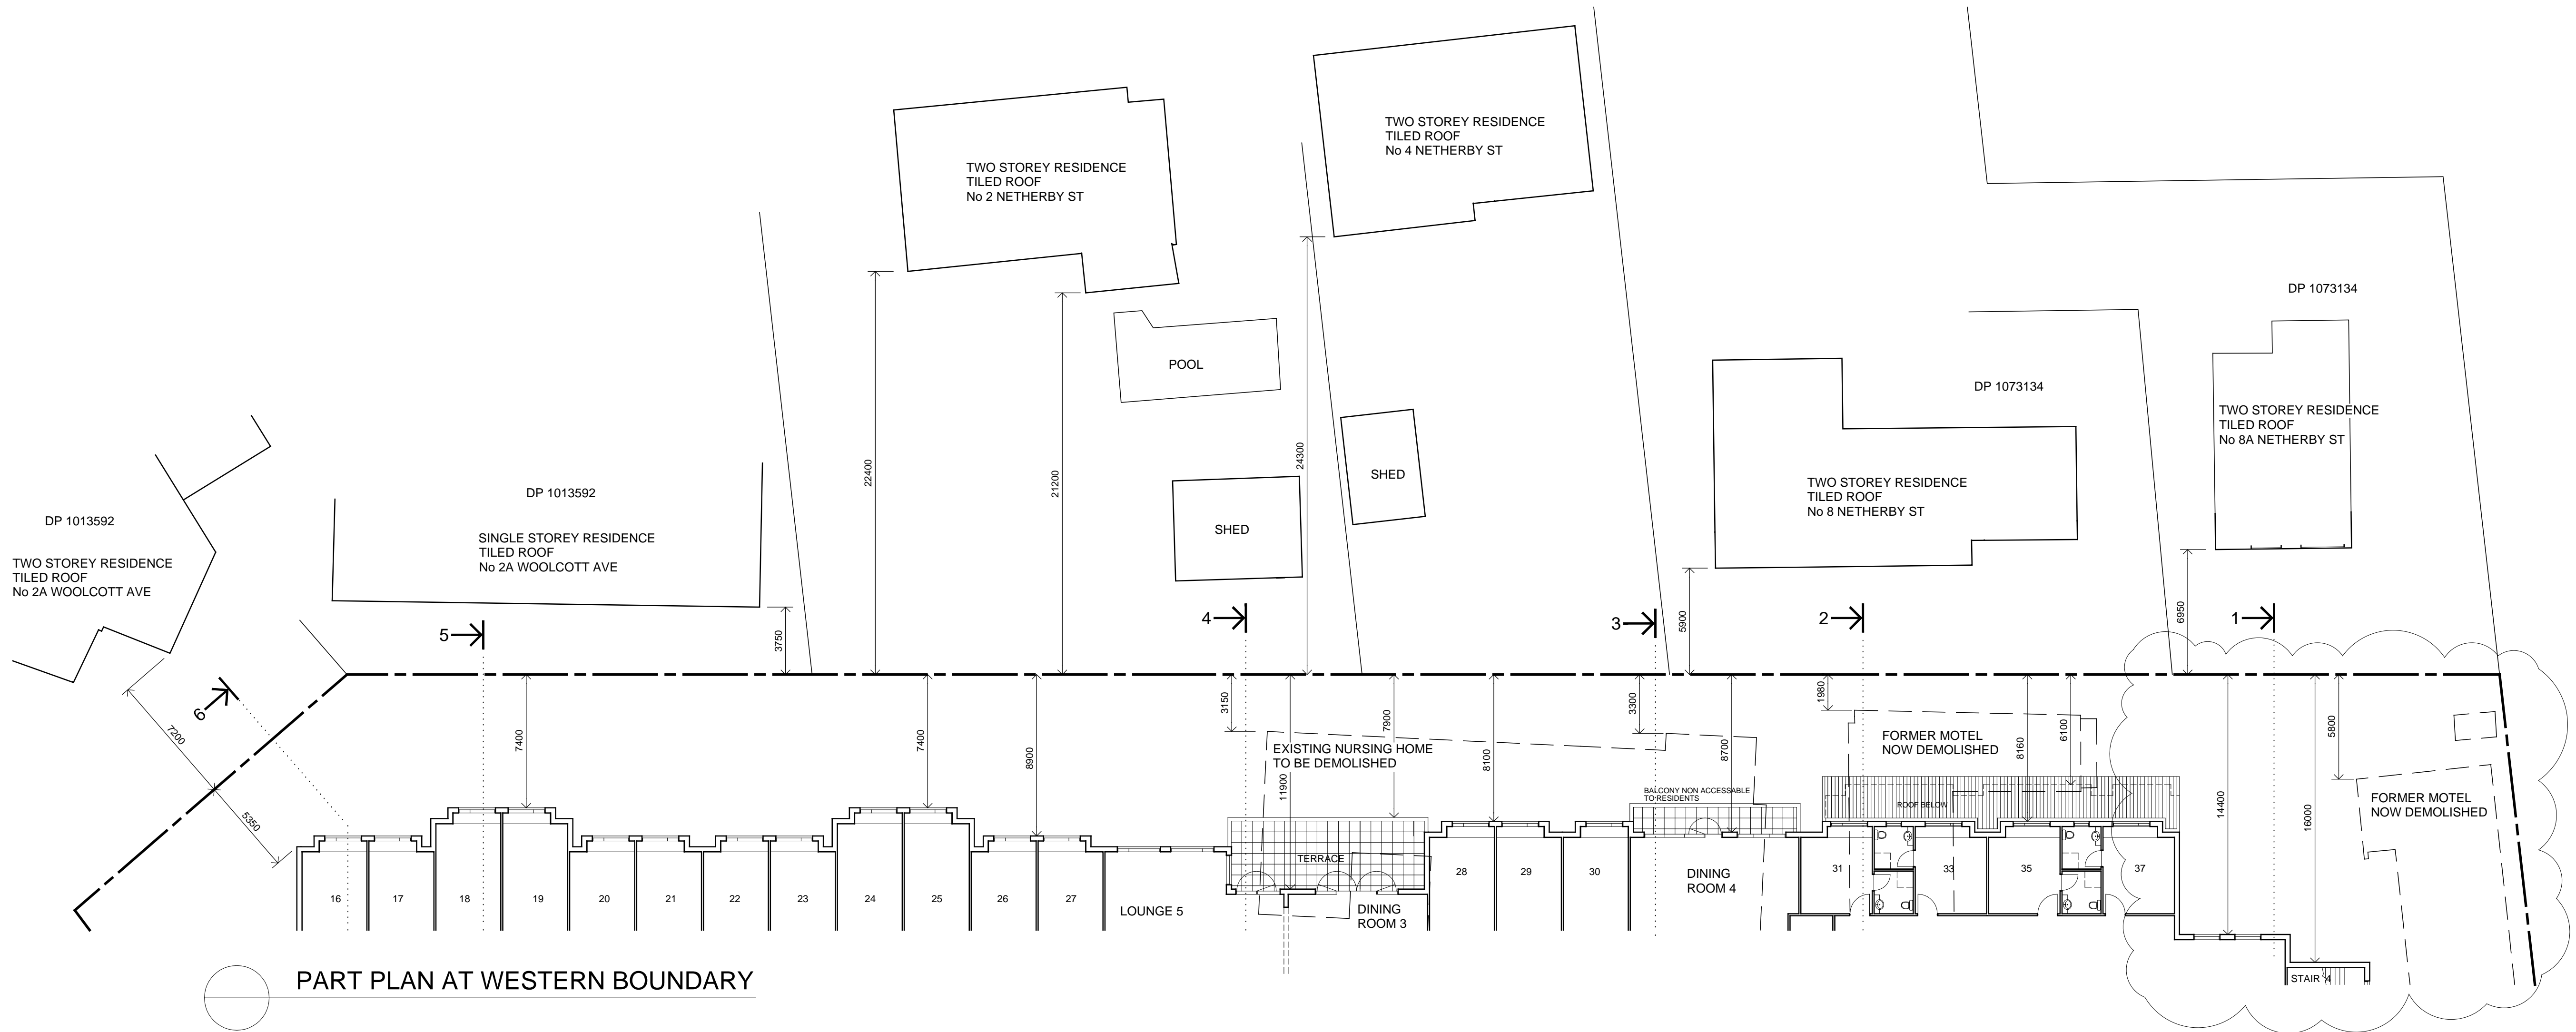 TWO STOREY RESIDENCE
TILED ROOF
No 4 NETHERBY ST
TWO STOREY RESIDENCE
TILED ROOF
No 2 NETHERBY ST
DP 1073134
POOL
DP 1073134
TWO STOREY RESIDENCE
TILED ROOF
No 8A NETHERBY ST
22400
21200
24300
SHED
SHED
TWO STOREY RESIDENCE
TILED ROOF
No 8 NETHERBY ST
DP 1013592
SINGLE STOREY RESIDENCE
TILED ROOF
No 2A WOOLCOTT AVE
DP 1013592
TWO STOREY RESIDENCE
TILED ROOF
No 2A WOOLCOTT AVE
3750
5900
6950
6
5
4
3
2
1
7200
5350
7400
7400
8900
3150
11900
7900
8100
3300
8700
1980
8160
6100
14400
16000
5800
EXISTING NURSING HOME
TO BE DEMOLISHED
FORMER MOTEL
NOW DEMOLISHED
FORMER MOTEL
NOW DEMOLISHED
BALCONY NON ACCESSABLE
TO RESIDENTS
ROOF BELOW
TERRACE
16
17
18
19
20
21
22
23
24
25
26
27
LOUNGE 5
DINING
ROOM 3
28
29
30
DINING
ROOM 4
31
33
35
37
STAIR 4
PART PLAN AT WESTERN BOUNDARY